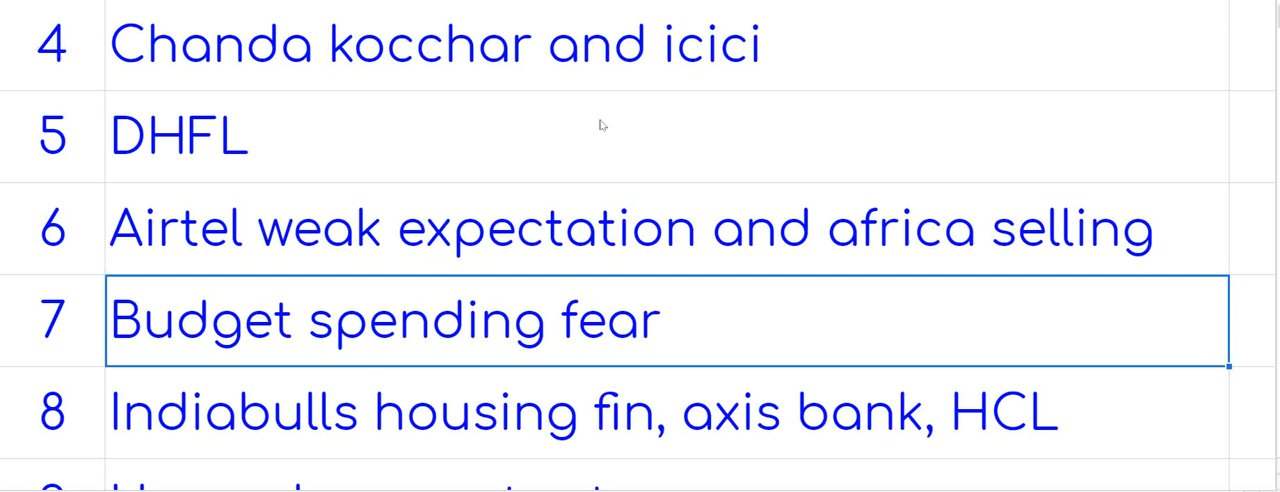 4 Chanda kocchar and icici
5 DHFL
6 Airtel weak expectation and africa selling
7 Budget spending fear
8 Indiabulls housing fin, axis bank, HCL